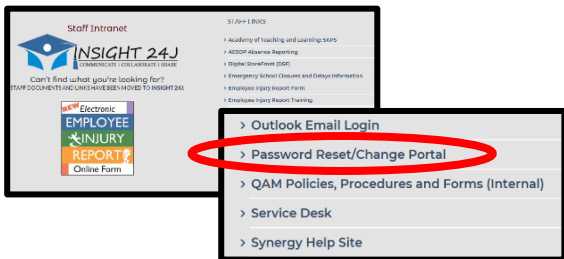 Staff Intranet
INSIGHT 24J
COMMUNICATE | COLLABORATE | SHARE
Can't find what you're looking for?
STAFF DOCUMENTS AND LINKS HAVE BEEN MOVED TO INSIGHT 24J.
NEW Electronic
EMPLOYEE
INJURY
REPORT
Online Form
STAFF LINKS
> Academy of Teaching and Learning: SKPS
> AESOP Absence Reporting
> Digital StoreFront (DSF)
> Emergency School Closures and Delays Information
> Employee Injury Report Form
> Employee Injury Report Training
> Outlook Email Login
> Password Reset/Change Portal
> QAM Policies, Procedures and Forms (Internal)
> Service Desk
> Synergy Help Site